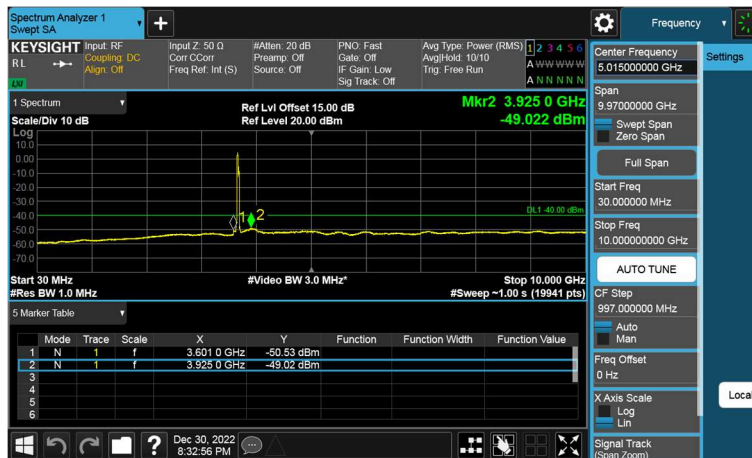 Spectrum Analyzer 1
Swept SA
Frequency
KEYSIGHT
RL
LXI
Input: RF
Coupling: DC
Align: Off
Input Z: 50 Ω
Corr CCorr
Freq Ref: Int (S)
#Atten: 20 dB
Preamp: Off
Source: Off
PNO: Fast
Gate: Off
IF Gain: Low
Sig Track: Off
Avg Type: Power (RMS)
Avg|Hold: 10/10
Trig: Free Run
1 2 3 4 5 6
A W W W W W
A N N N N N
1 Spectrum
Scale/Div 10 dB
Ref Lvl Offset 15.00 dB
Ref Level 20.00 dBm
Mkr2 3.925 0 GHz
-49.022 dBm
Log
10.0
0.00
-10.0
-20.0
-30.0
-40.0
-50.0
-60.0
-70.0
DL1 -40.00 dBm
1 2
Start 30 MHz
#Res BW 1.0 MHz
#Video BW 3.0 MHz*
Stop 10.000 GHz
#Sweep ~1.00 s (19941 pts)
5 Marker Table
Mode Trace Scale X Y Function Function Width Function Value
1 N 1 f 3.601 0 GHz -50.53 dBm
2 N 1 f 3.925 0 GHz -49.02 dBm
3
4
5
6
?
Dec 30, 2022
8:32:56 PM
Center Frequency
5.015000000 GHz
Span
9.97000000 GHz
Swept Span
Zero Span
Full Span
Start Freq
30.000000 MHz
Stop Freq
10.000000000 GHz
AUTO TUNE
CF Step
997.000000 MHz
Auto
Man
Freq Offset
0 Hz
X Axis Scale
Log
Lin
Signal Track
(Span Zoom)
Settings
Local